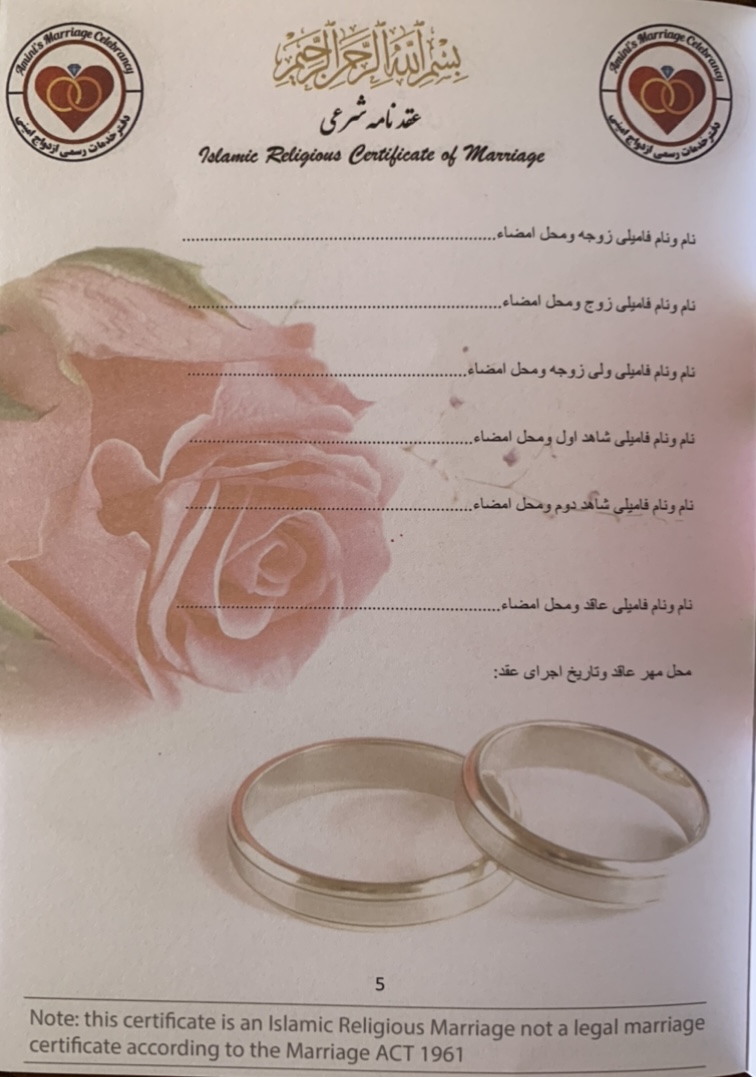 Amini's Marriage Celebrancy
دفتر خدمات رسمی ازدواج امینی
بسم الله الرحمن الرحیم
Amini's Marriage Celebrancy
دفتر خدمات رسمی ازدواج امینی
عقد نامه شرعی
Islamic Religious Certificate of Marriage
نام ونام فامیلی زوجه ومحل امضاء................................................................
نام ونام فامیلی زوج ومحل امضاء................................................................
نام ونام فامیلی ولی زوجه ومحل امضاء.........................................................
نام ونام فامیلی شاهد اول ومحل امضاء.........................................................
نام ونام فامیلی شاهد دوم ومحل امضاء.........................................................
نام ونام فامیلی عاقد ومحل امضاء..................................................................
محل مهر عاقد وتاریخ اجرای عقد:
5
Note: this certificate is an Islamic Religious Marriage not a legal marriage
certificate according to the Marriage ACT 1961